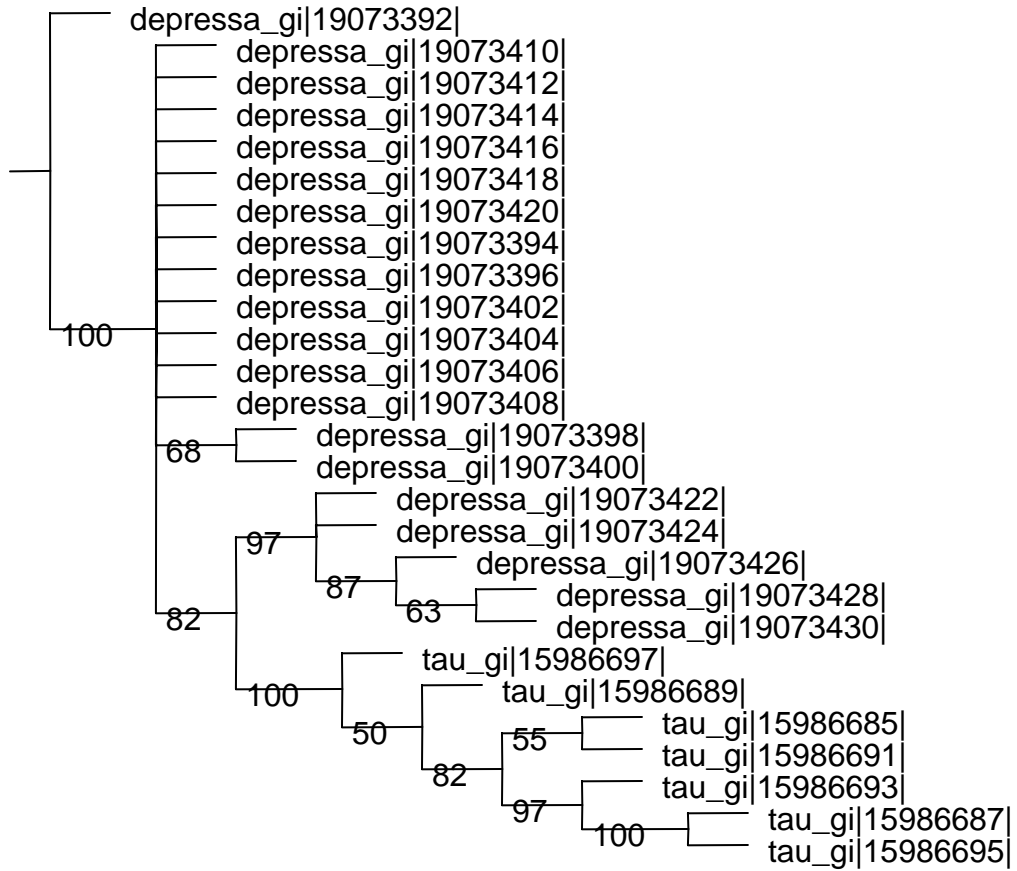 depressa_gi|19073392|
depressa_gi|19073410|
depressa_gi|19073412|
depressa_gi|19073414|
depressa_gi|19073416|
depressa_gi|19073418|
depressa_gi|19073420|
depressa_gi|19073394|
depressa_gi|19073396|
depressa_gi|19073402|
100
depressa_gi|19073404|
depressa_gi|19073406|
depressa_gi|19073408|
depressa_gi|19073398|
68
depressa_gi|19073400|
depressa_gi|19073422|
depressa_gi|19073424|
97
depressa_gi|19073426|
87
depressa_gi|19073428|
63
82
depressa_gi|19073430|
tau_gi|15986697|
100
tau_gi|15986689|
tau_gi|15986685|
50
55
tau_gi|15986691|
82
tau_gi|15986693|
97
tau_gi|15986687|
100
tau_gi|15986695|